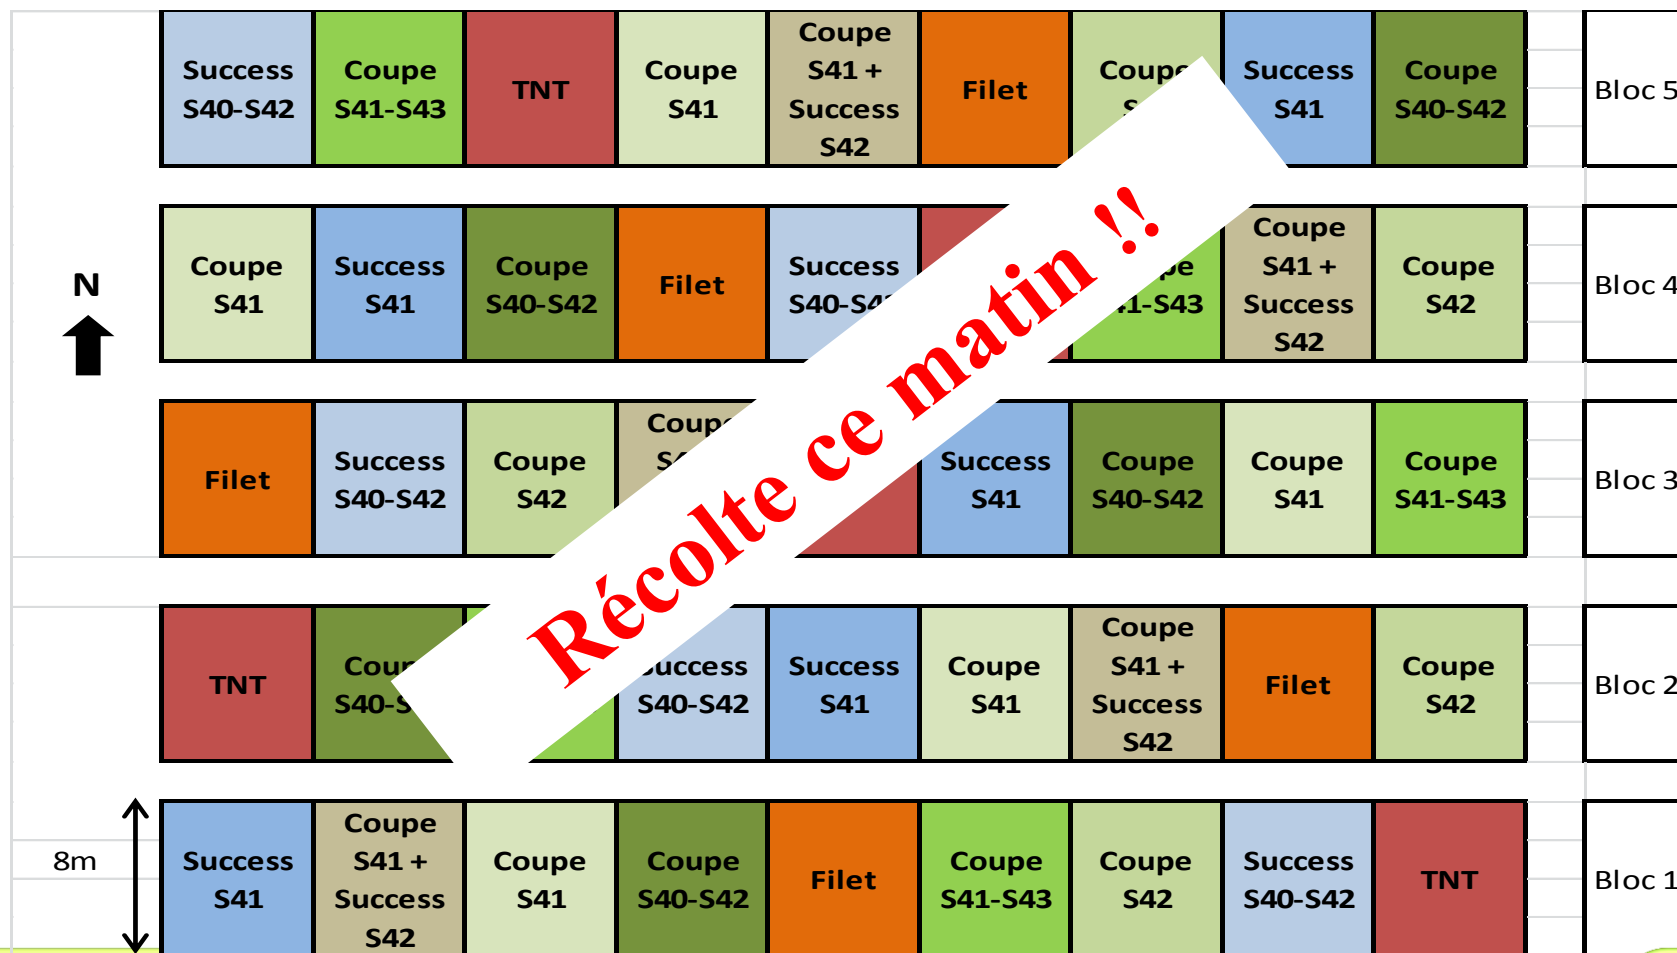 Success S40-S42
Coupe S41-S43
TNT
Coupe S41
Coupe S41 + Success S42
Filet
Success S41
Coupe S40-S42
Bloc 5
N
Coupe S41
Success S41
Coupe S40-S42
Filet
Success
Coupe S41 + Success S42
Coupe S42
Bloc 4
Filet
Success S40-S42
Coupe S42
Success S41
Coupe S40-S42
Coupe S41
Coupe S41-S43
Bloc 3
TNT
Success S40-S42
Success S41
Coupe S41
Coupe S41 + Success S42
Filet
Coupe S42
Bloc 2
8m
Success S41
Coupe S41 + Success S42
Coupe S41
Coupe S40-S42
Filet
Coupe S41-S43
Coupe S42
Success S40-S42
TNT
Bloc 1
Récolte ce matin !!